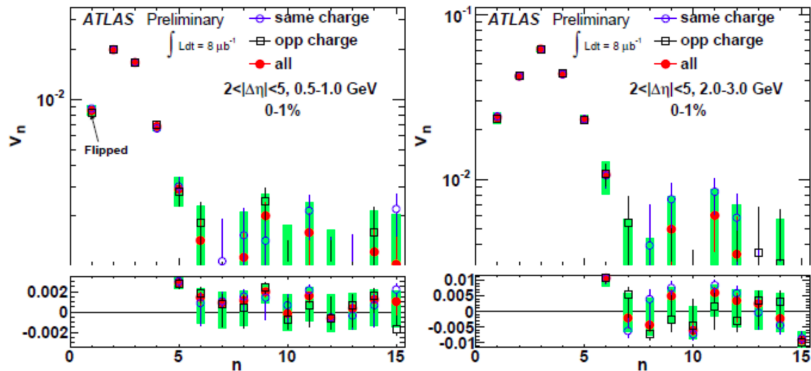 ATLAS Preliminary
∫ Ldt = 8 μb⁻¹
same charge
opp charge
all
2<|Δη|<5, 0.5-1.0 GeV
0-1%
Flipped
10⁻²
vₙ
0.002
0
-0.002
0 5 10 15
n
ATLAS Preliminary
∫ Ldt = 8 μb⁻¹
same charge
opp charge
all
2<|Δη|<5, 2.0-3.0 GeV
0-1%
10⁻¹
10⁻²
vₙ
0.01
0.005
0
-0.005
-0.01
0 5 10 15
n